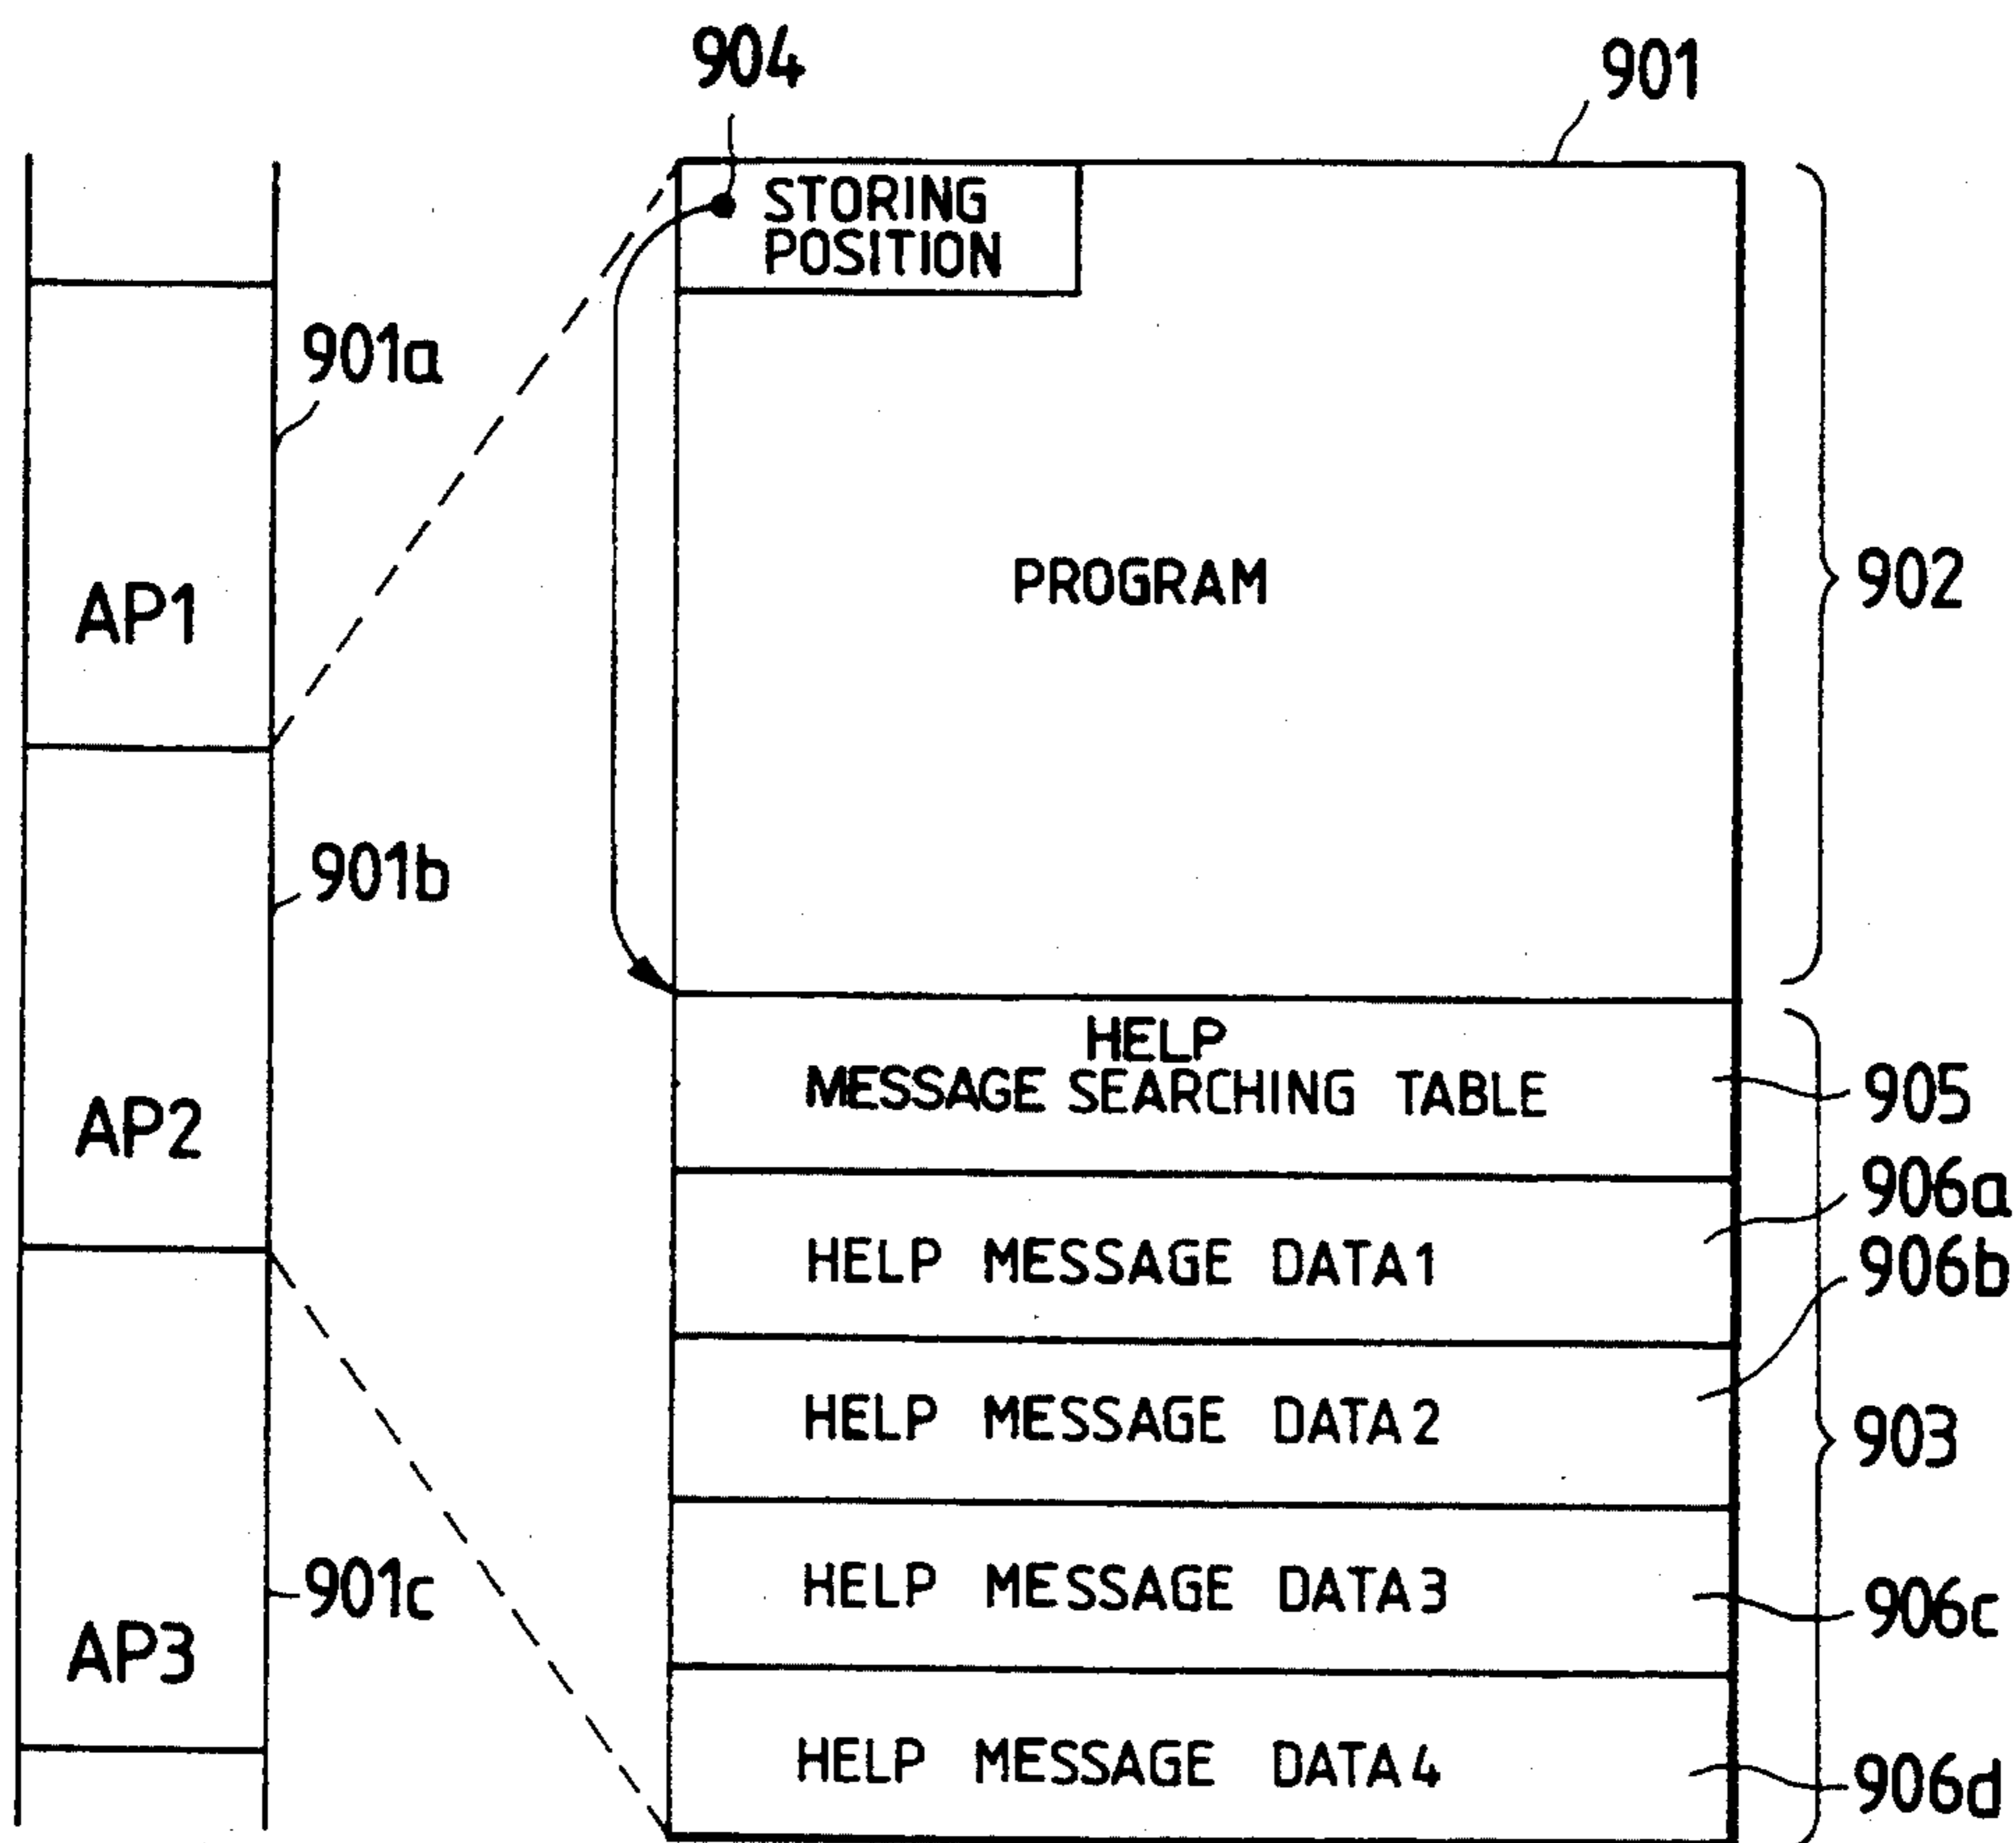 904
901
STORING
POSITION
901a
PROGRAM
902
AP1
901b
HELP
MESSAGE SEARCHING TABLE
905
AP2
906a
HELP MESSAGE DATA1
906b
HELP MESSAGE DATA2
903
HELP MESSAGE DATA3
901c
906c
AP3
HELP MESSAGE DATA4
906d